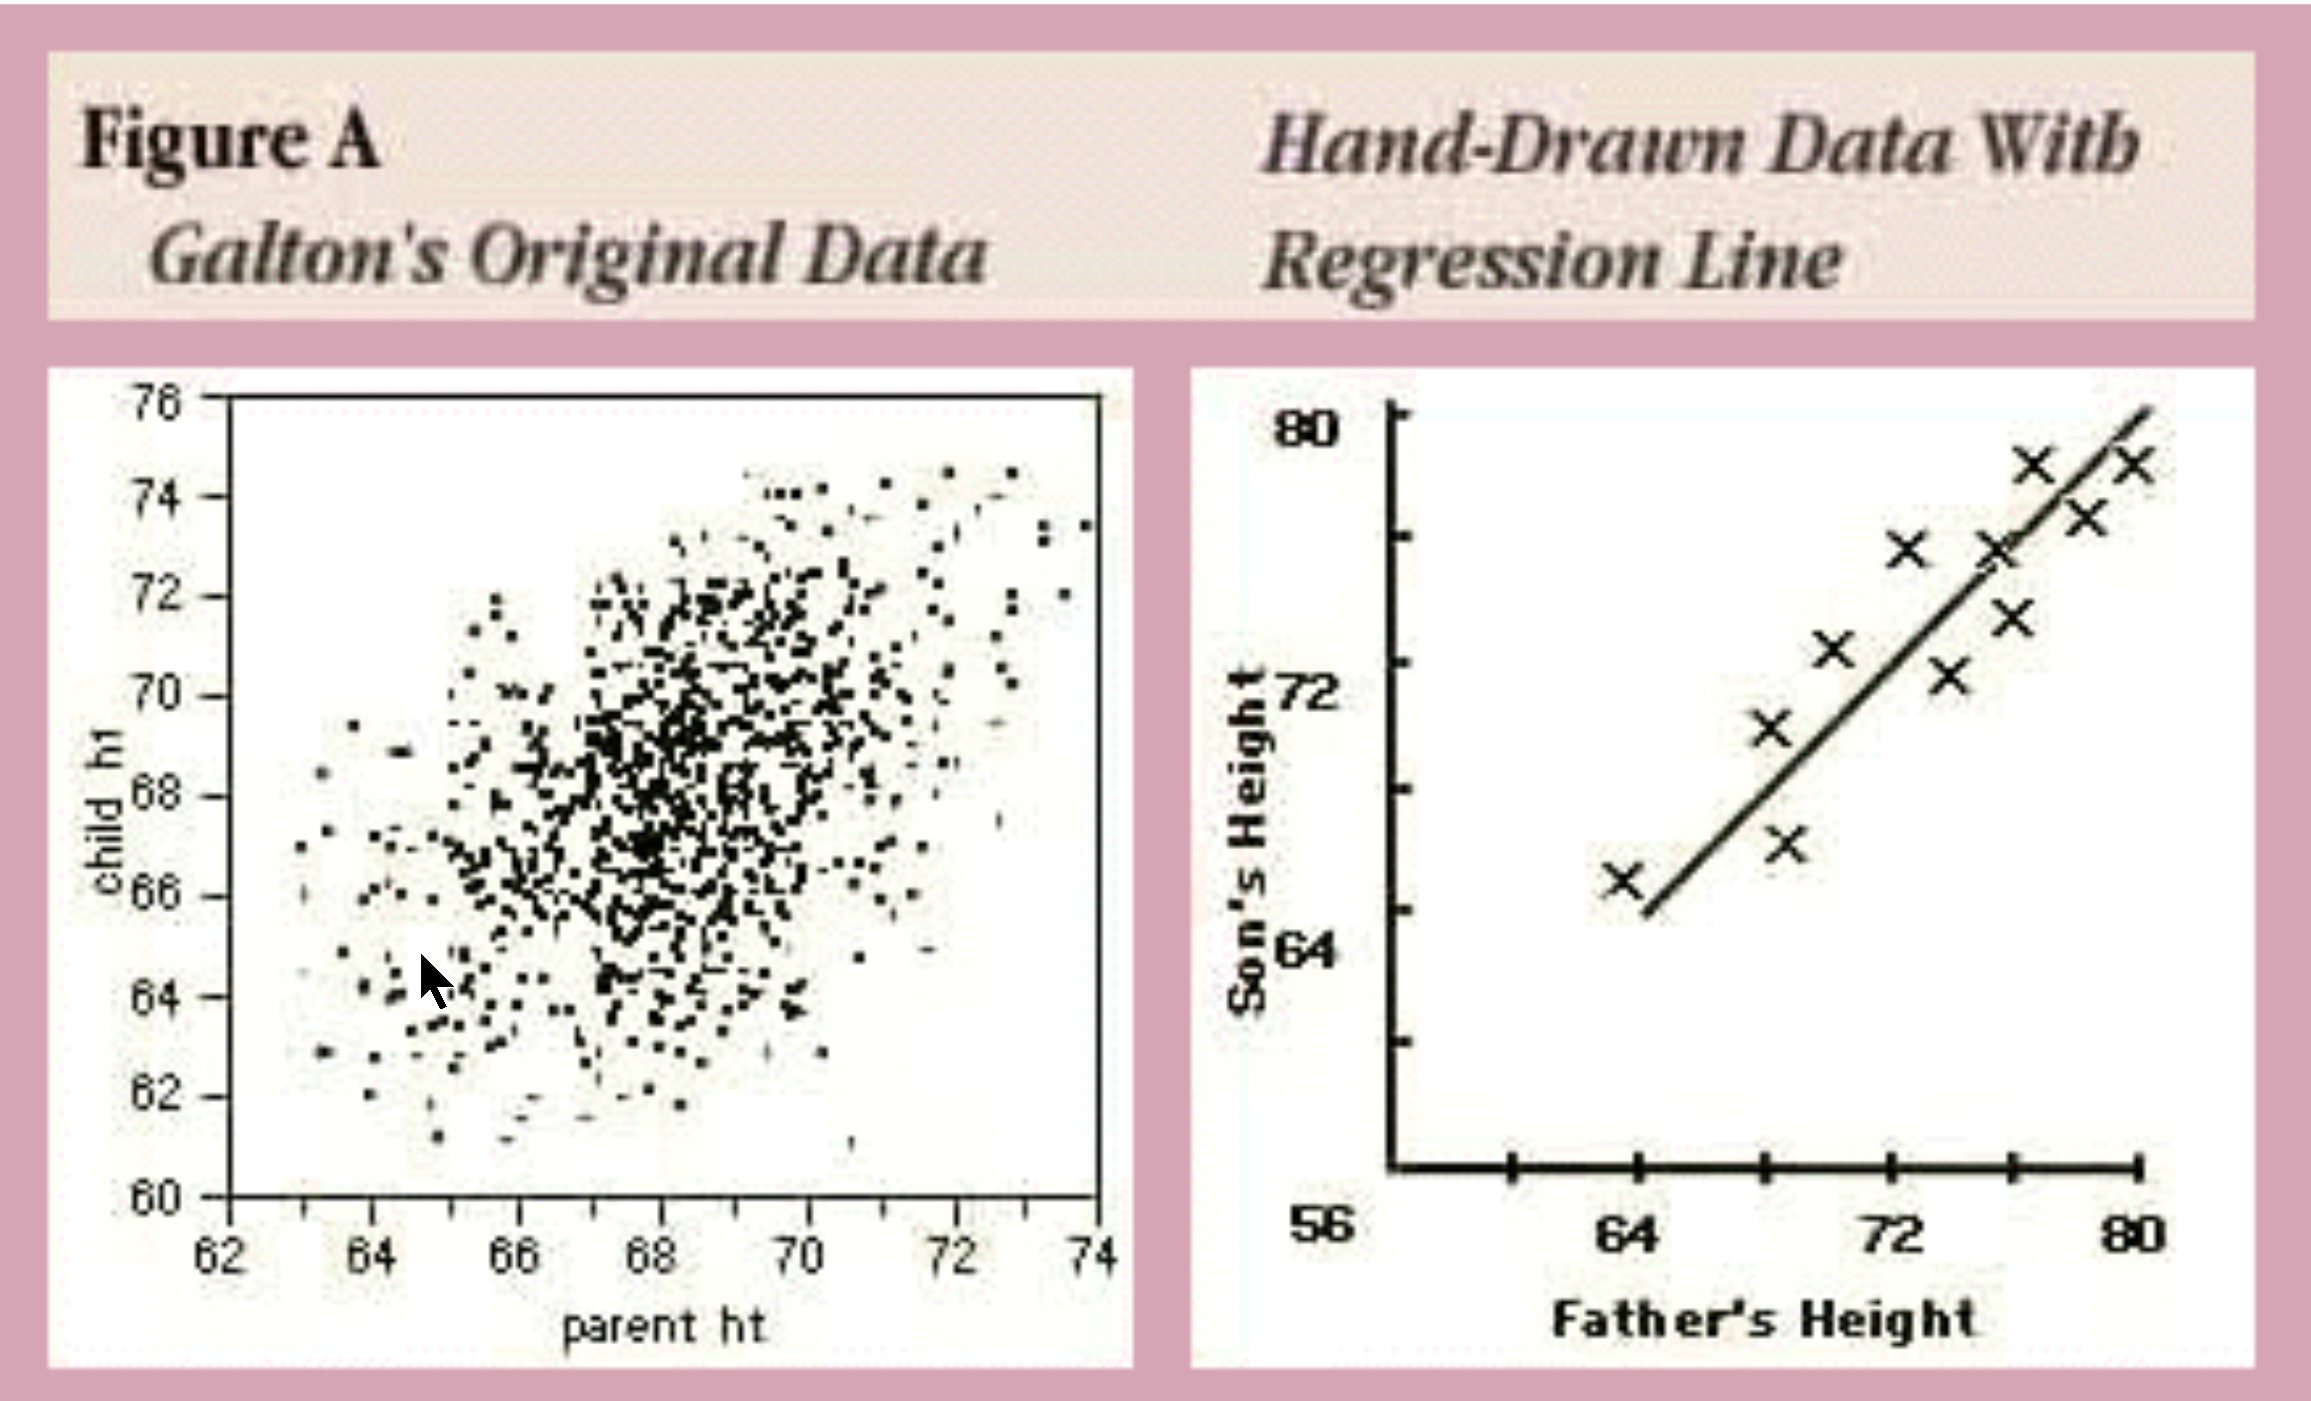 Figure A
Galton's Original Data
Hand-Drawn Data With
Regression Line
76
74
72
70
68
66
64
62
60
child ht
62 64 66 68 70 72 74
parent ht
80
72
64
56
Son's Height
64 72 80
Father's Height